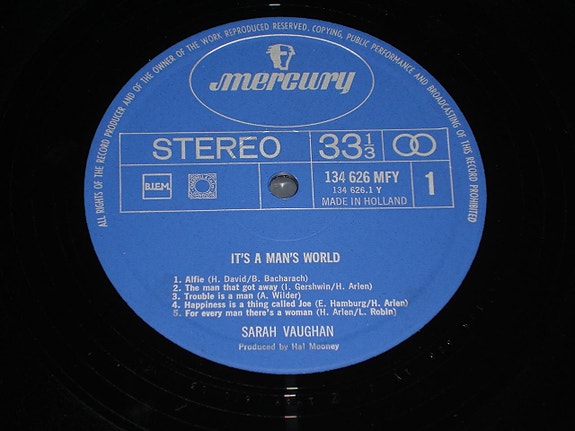 ALL RIGHTS OF THE RECORD PRODUCER AND OF THE OWNER OF THE WORK REPRODUCED RESERVED. COPYING, PUBLIC PERFORMANCE AND BROADCASTING OF THIS RECORD PROHIBITED
mercury
STEREO 33 1/3
B.I.E.M. 134 626 MFY 1
134 626.1 Y
MADE IN HOLLAND
IT'S A MAN'S WORLD
1. Alfie (H. David/B. Bacharach)
2. The man that got away (I. Gershwin/H. Arlen)
3. Trouble is a man (A. Wilder)
4. Happiness is a thing called Joe (E. Hamburg/H. Arlen)
5. For every man there's a woman (H. Arlen/L. Robin)
SARAH VAUGHAN
Produced by Hal Mooney